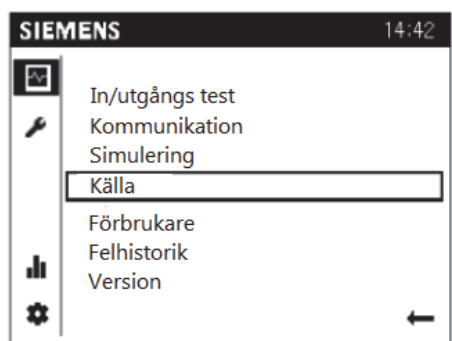 SIEMENS 14:42
In/utgångs test
Kommunikation
Simulering
Källa
Förbrukare
Felhistorik
Version